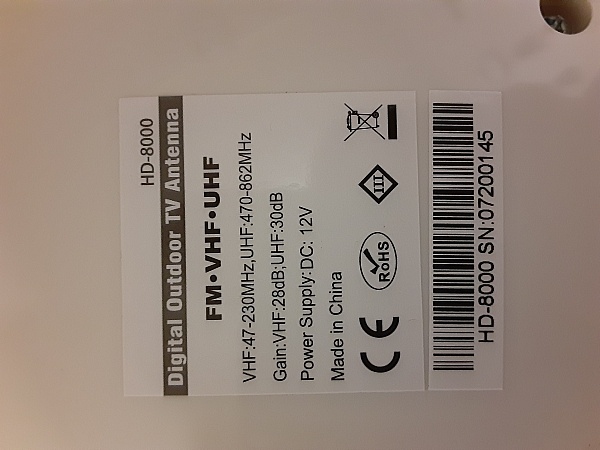 HD-8000
Digital Outdoor TV Antenna
FM•VHF•UHF
VHF:47-230MHz,UHF:470-862MHz
Gain:VHF:28dB;UHF:30dB
Power Supply:DC: 12V
Made in China
CE
RoHS
III
HD-8000 SN:07200145